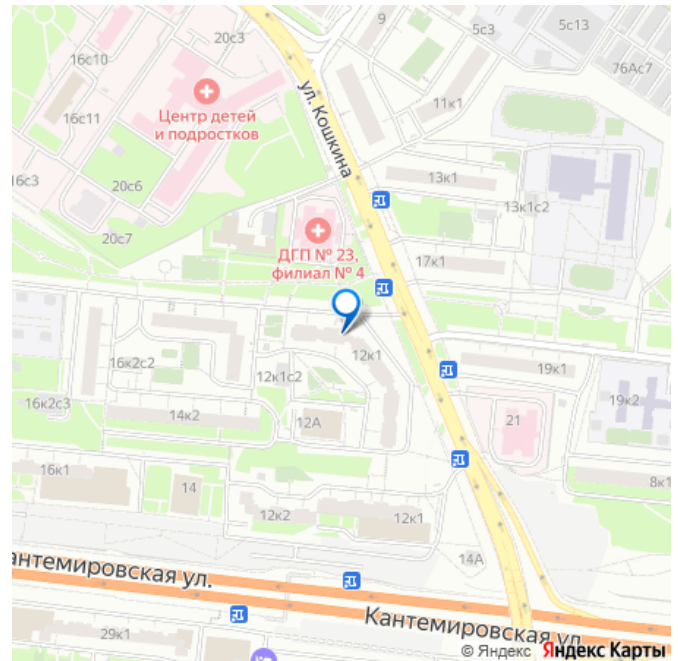 9
5с3
5с13
20с3
16с10
76Ас7
Центр детей
и подростков
ул. Кошкина
11к1
16с11
13к1
16с3
20с6
13к1с2
20с7
ДГП № 23,
филиал № 4
17к1
12к1
16к2с2
19к1
12к1с2
19к2
16к2с3
14к2
12А
21
16к1
14
8к1
12к2
12к1
14А
антемировская ул.
Кантемировская ул
29к1
© Яндекс Яндекс Карты